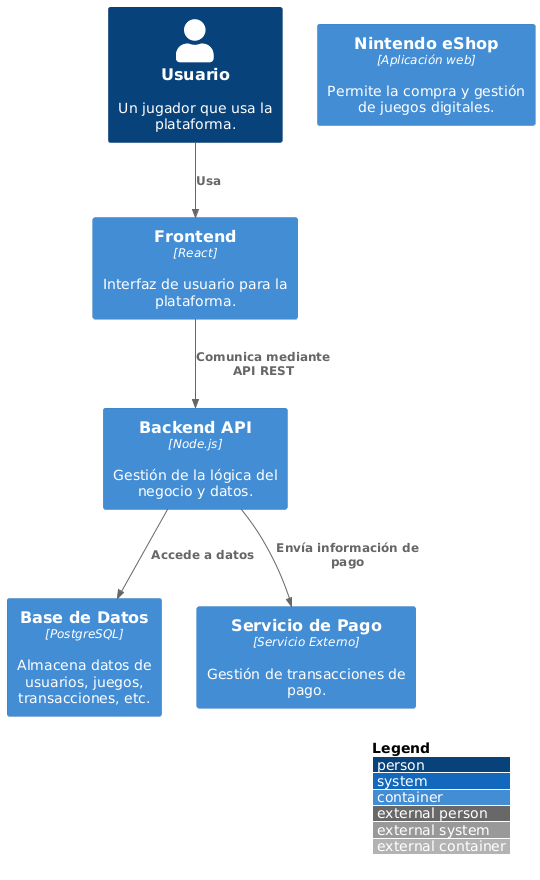 Usuario
Un jugador que usa la
plataforma.
Nintendo eShop
[Aplicación web]
Permite la compra y gestión
de juegos digitales.
Usa
Frontend
[React]
Interfaz de usuario para la
plataforma.
Comunica mediante
API REST
Backend API
[Node.js]
Gestión de la lógica del
negocio y datos.
Accede a datos
Envía información de
pago
Base de Datos
[PostgreSQL]
Almacena datos de
usuarios, juegos,
transacciones, etc.
Servicio de Pago
[Servicio Externo]
Gestión de transacciones de
pago.
Legend
person
system
container
external person
external system
external container